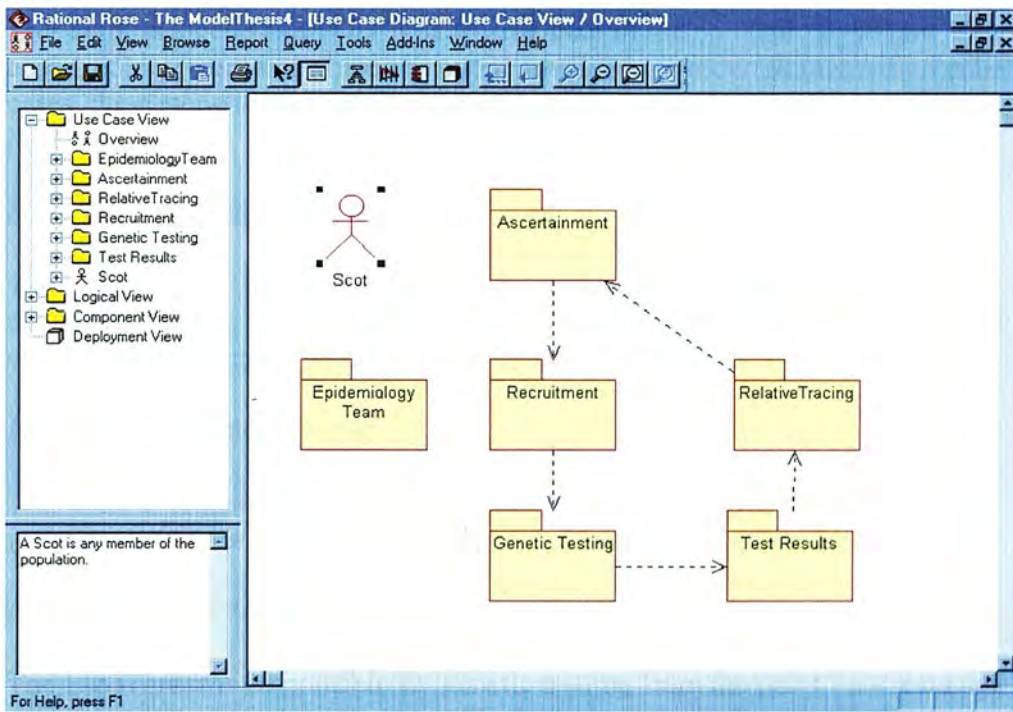 Rational Rose - The ModelThesis4 - [Use Case Diagram: Use Case View / Overview]
File Edit View Browse Report Query Tools Add-Ins Window Help
Use Case View
Overview
EpidemiologyTeam
Ascertainment
RelativeTracing
Recruitment
Genetic Testing
Test Results
Scot
Logical View
Component View
Deployment View
A Scot is any member of the
population.
Scot
Ascertainment
Epidemiology
Team
Recruitment
RelativeTracing
Genetic Testing
Test Results
For Help, press F1